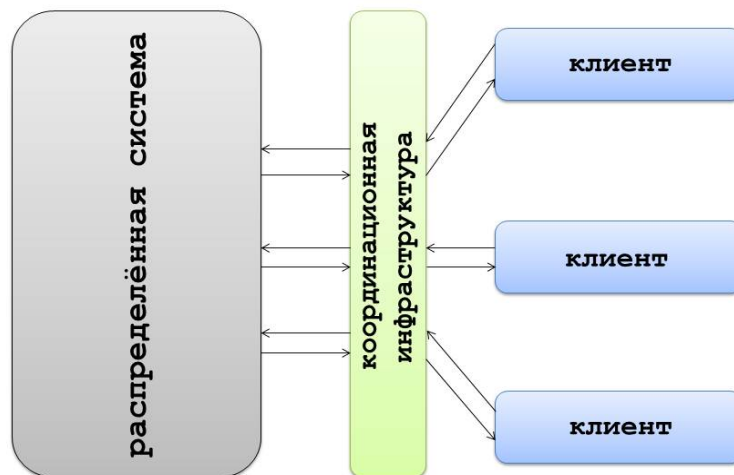 распределённая система
координационная
инфраструктура
клиент
клиент
клиент